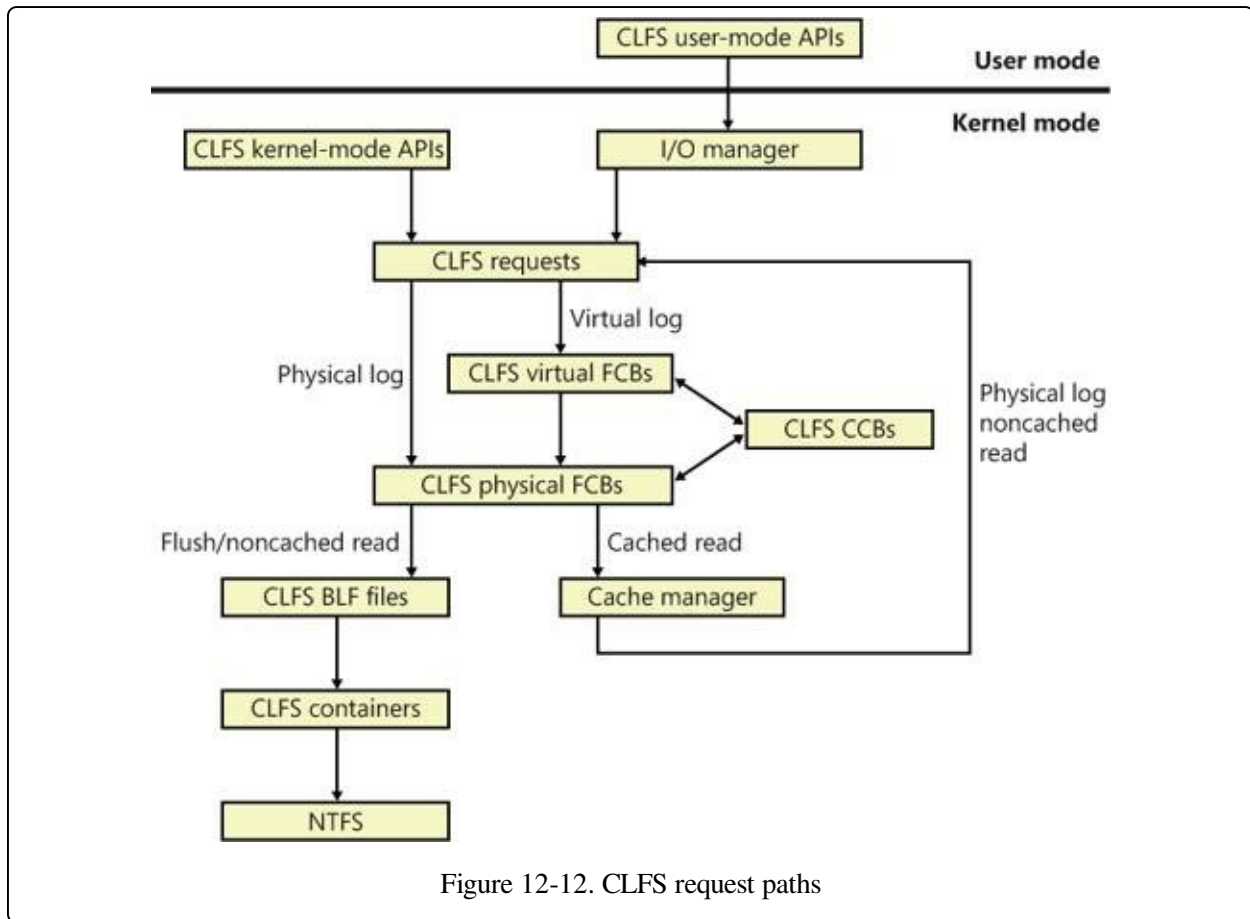 CLFS user-mode APIs
User mode
Kernel mode
CLFS kernel-mode APIs
I/O manager
CLFS requests
Virtual log
Physical log
CLFS virtual FCBs
CLFS CCBs
Physical log
noncached
read
CLFS physical FCBs
Flush/noncached read
Cached read
CLFS BLF files
Cache manager
CLFS containers
NTFS
Figure 12-12. CLFS request paths